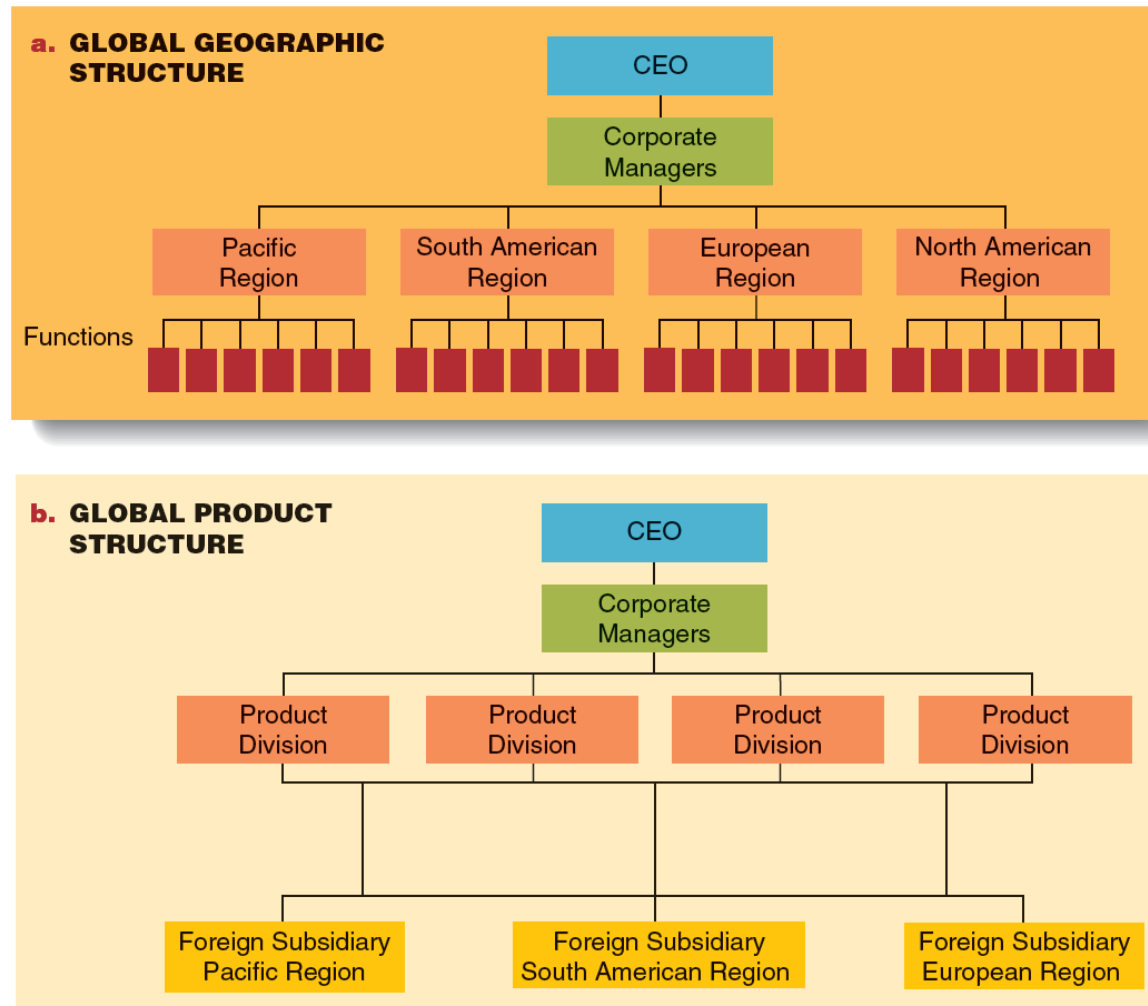 a. GLOBAL GEOGRAPHIC
STRUCTURE
CEO
Corporate
Managers
Pacific
Region
South American
Region
European
Region
North American
Region
Functions
b. GLOBAL PRODUCT
STRUCTURE
CEO
Corporate
Managers
Product
Division
Product
Division
Product
Division
Product
Division
Foreign Subsidiary
Pacific Region
Foreign Subsidiary
South American Region
Foreign Subsidiary
European Region